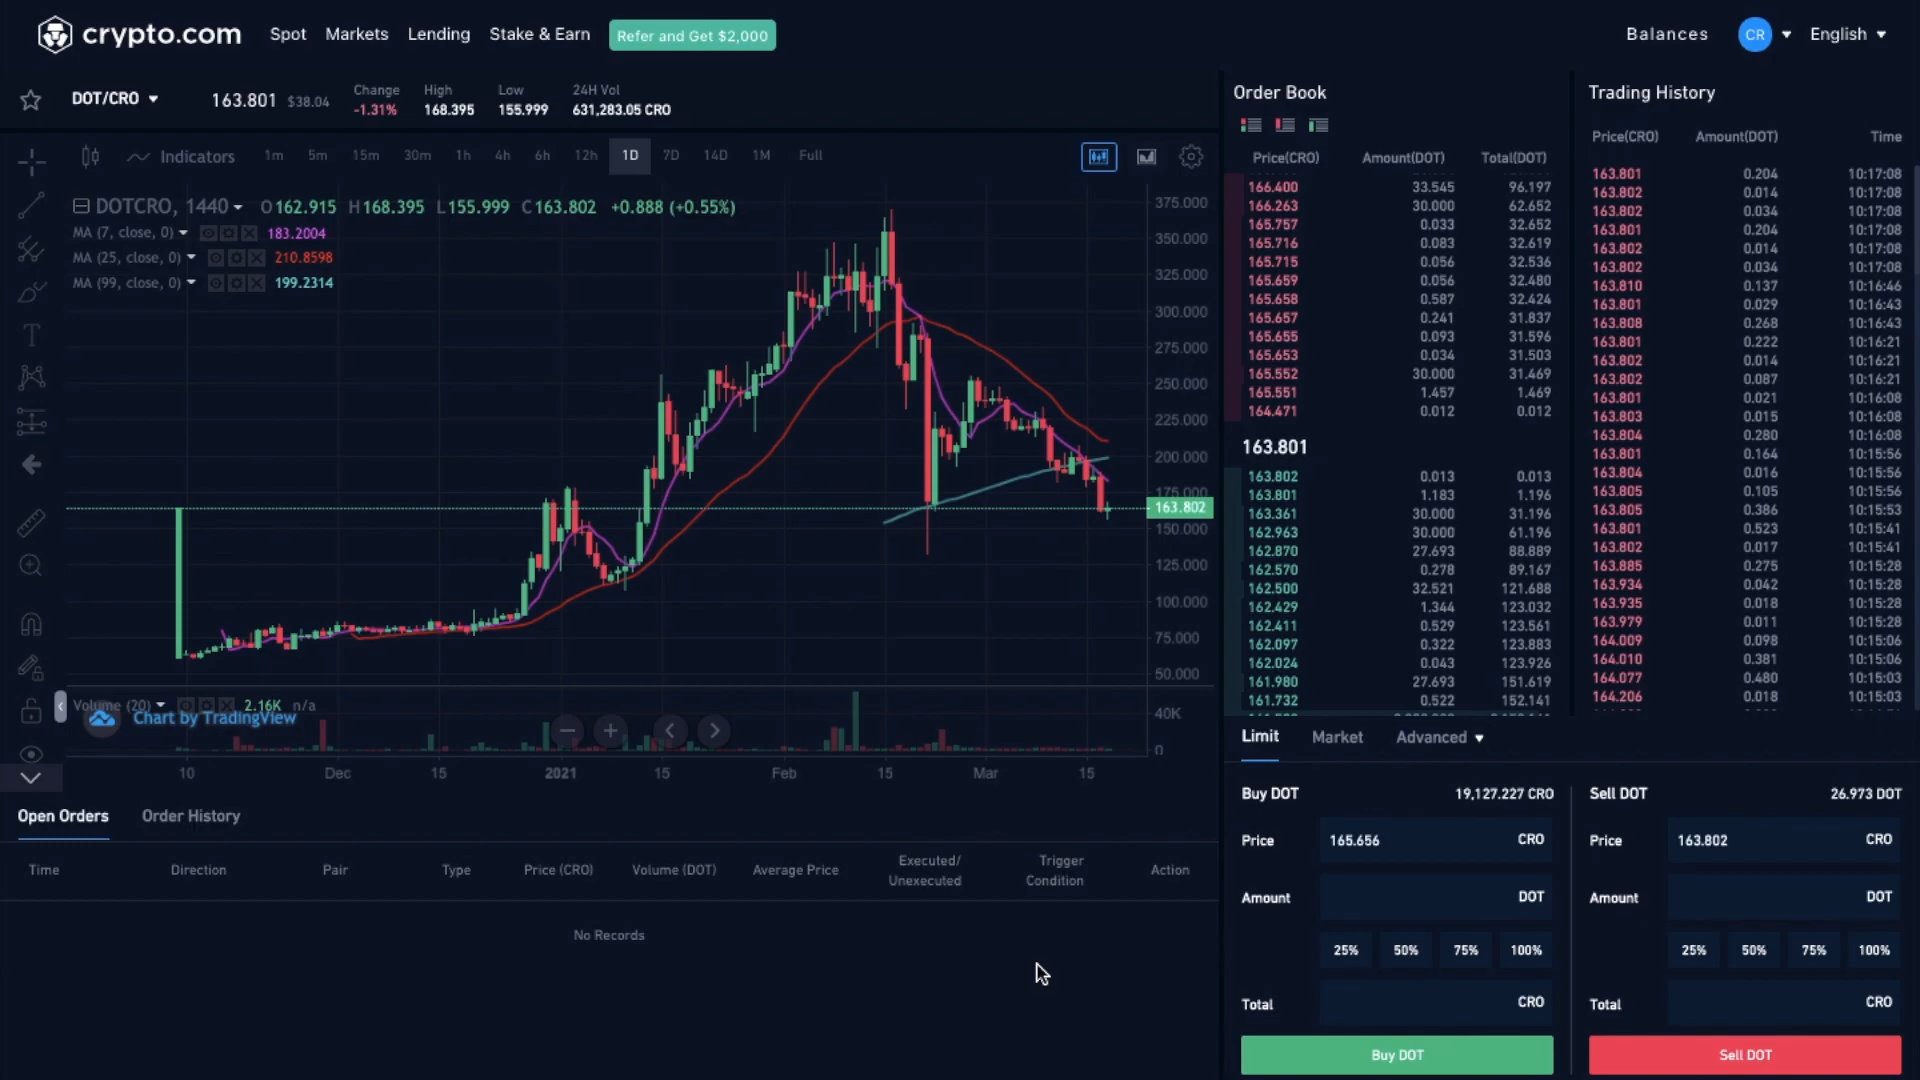 crypto.com Spot Markets Lending Stake & Earn Refer and Get $2,000 Balances CR English
DOT/CRO 163.801 $38.04 Change -1.31% High 168.395 Low 155.999 24H Vol 631,283.05 CRO
Indicators 1m 5m 15m 30m 1h 4h 6h 12h 1D 7D 14D 1M Full
DOTCRO, 1440 O162.915 H168.395 L155.999 C163.802 +0.888 (+0.55%)
MA (7, close, 0) 183.2004
MA (25, close, 0) 210.8598
MA (99, close, 0) 199.2314
375.000
350.000
325.000
300.000
275.000
250.000
225.000
200.000
175.000
163.802
150.000
125.000
100.000
75.000
50.000
Volume (20) 2.16K n/a
Chart by TradingView
40K
0
10 Dec 15 2021 15 Feb 15 Mar 15
Open Orders Order History
Time Direction Pair Type Price (CRO) Volume (DOT) Average Price Executed/Unexecuted Trigger Condition Action
No Records
Order Book
Price(CRO) Amount(DOT) Total(DOT)
166.400 33.545 96.197
166.263 30.000 62.652
165.757 0.033 32.652
165.716 0.083 32.619
165.715 0.056 32.536
165.659 0.056 32.480
165.658 0.587 32.424
165.657 0.241 31.837
165.655 0.093 31.596
165.653 0.034 31.503
165.552 30.000 31.469
165.551 1.457 1.469
164.471 0.012 0.012
163.801
163.802 0.013 0.013
163.801 1.183 1.196
163.361 30.000 31.196
162.963 30.000 61.196
162.870 27.693 88.889
162.570 0.278 89.167
162.500 32.521 121.688
162.429 1.344 123.032
162.411 0.529 123.561
162.097 0.322 123.883
162.024 0.043 123.926
161.980 27.693 151.619
161.732 0.522 152.141
Trading History
Price(CRO) Amount(DOT) Time
163.801 0.204 10:17:08
163.802 0.014 10:17:08
163.802 0.034 10:17:08
163.801 0.204 10:17:08
163.802 0.014 10:17:08
163.802 0.034 10:17:08
163.810 0.137 10:16:46
163.801 0.029 10:16:43
163.808 0.268 10:16:43
163.801 0.222 10:16:21
163.802 0.014 10:16:21
163.802 0.087 10:16:21
163.801 0.021 10:16:08
163.803 0.015 10:16:08
163.804 0.280 10:16:08
163.801 0.164 10:15:56
163.804 0.016 10:15:56
163.805 0.105 10:15:56
163.805 0.386 10:15:53
163.801 0.523 10:15:41
163.802 0.017 10:15:41
163.885 0.275 10:15:28
163.934 0.042 10:15:28
163.935 0.018 10:15:28
163.979 0.011 10:15:28
164.009 0.098 10:15:06
164.010 0.381 10:15:06
164.077 0.480 10:15:03
164.206 0.018 10:15:03
Limit Market Advanced
Buy DOT 19,127.227 CRO
Price 165.656 CRO
Amount DOT
25% 50% 75% 100%
Total CRO
Buy DOT
Sell DOT 26.973 DOT
Price 163.802 CRO
Amount DOT
25% 50% 75% 100%
Total CRO
Sell DOT